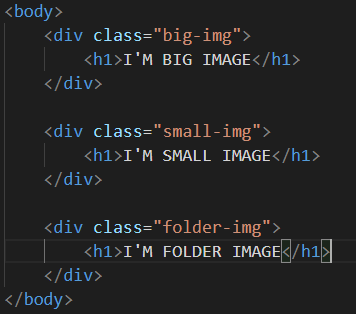 <body>
<div class="big-img">
<h1>I'M BIG IMAGE</h1>
</div>
<div class="small-img">
<h1>I'M SMALL IMAGE</h1>
</div>
<div class="folder-img">
<h1>I'M FOLDER IMAGE</h1>
</div>
</body>